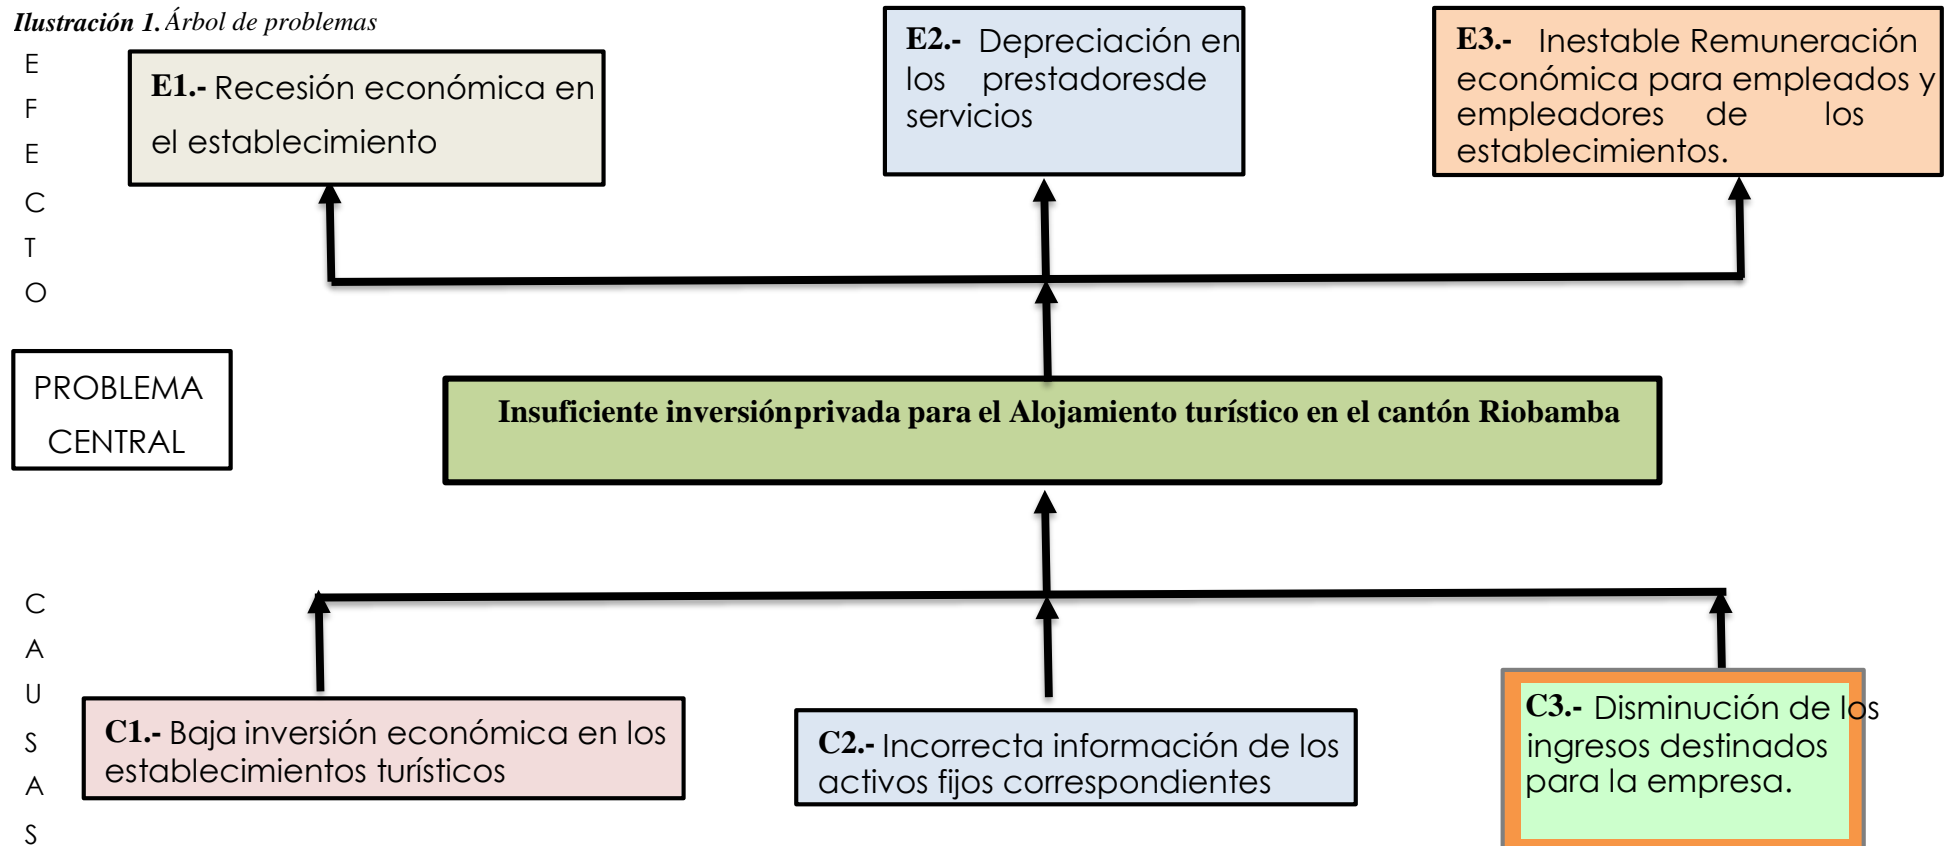 Ilustración 1. Árbol de problemas
E
F
E
C
T
O
E1.- Recesión económica en
el establecimiento
E2.- Depreciación en
los prestadoresde
servicios
E3.- Inestable Remuneración
económica para empleados y
empleadores de los
establecimientos.
PROBLEMA
CENTRAL
Insuficiente inversiónprivada para el Alojamiento turístico en el cantón Riobamba
C
A
U
S
A
S
C1.- Baja inversión económica en los
establecimientos turísticos
C2.- Incorrecta información de los
activos fijos correspondientes
C3.- Disminución de los
ingresos destinados
para la empresa.